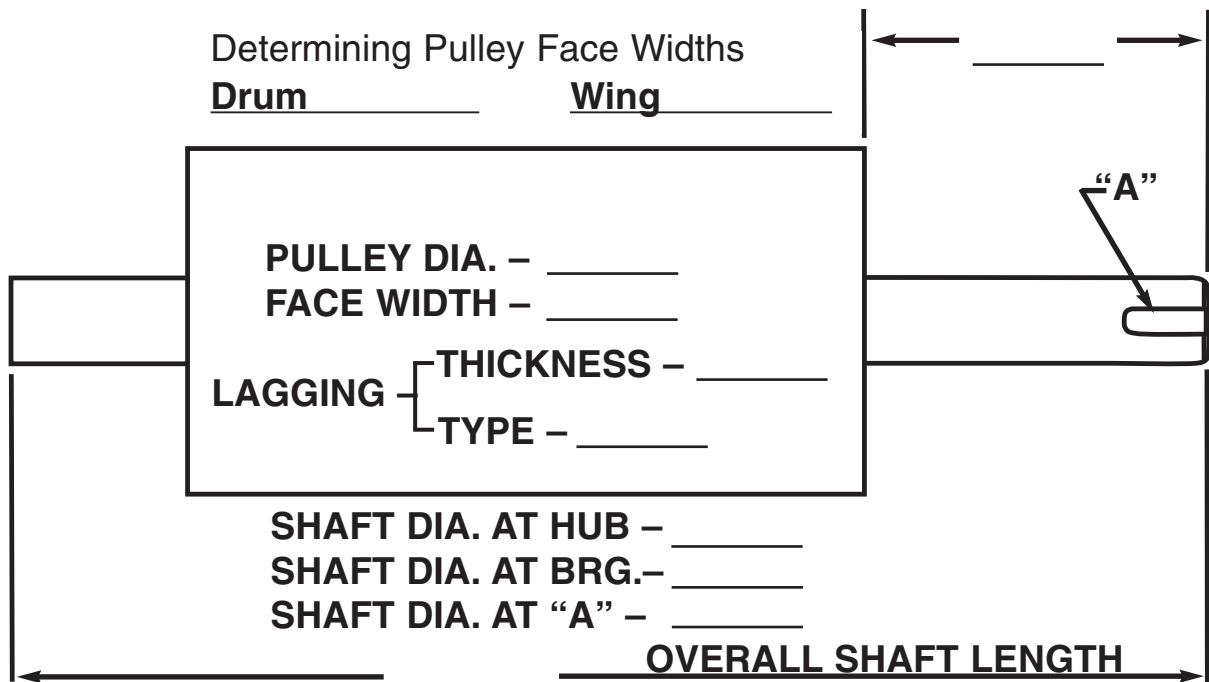 Determining Pulley Face Widths
Drum Wing
“A”
PULLEY DIA. –
FACE WIDTH –
THICKNESS –
LAGGING
TYPE –
SHAFT DIA. AT HUB –
SHAFT DIA. AT BRG.–
SHAFT DIA. AT “A” –
OVERALL SHAFT LENGTH